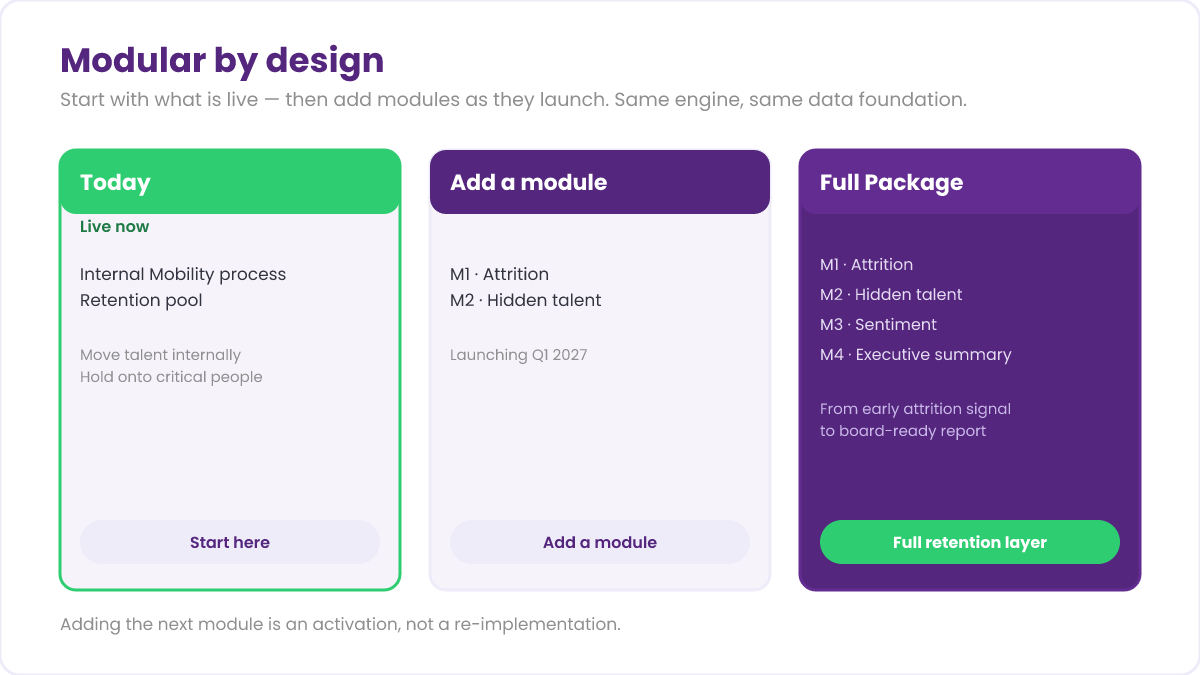 Modular by design
Start with what is live — then add modules as they launch. Same engine, same data foundation.
Today
Live now
Internal Mobility process
Retention pool
Move talent internally
Hold onto critical people
Start here
Add a module
M1 · Attrition
M2 · Hidden talent
Launching Q1 2027
Add a module
Full Package
M1 · Attrition
M2 · Hidden talent
M3 · Sentiment
M4 · Executive summary
From early attrition signal
to board-ready report
Full retention layer
Adding the next module is an activation, not a re-implementation.